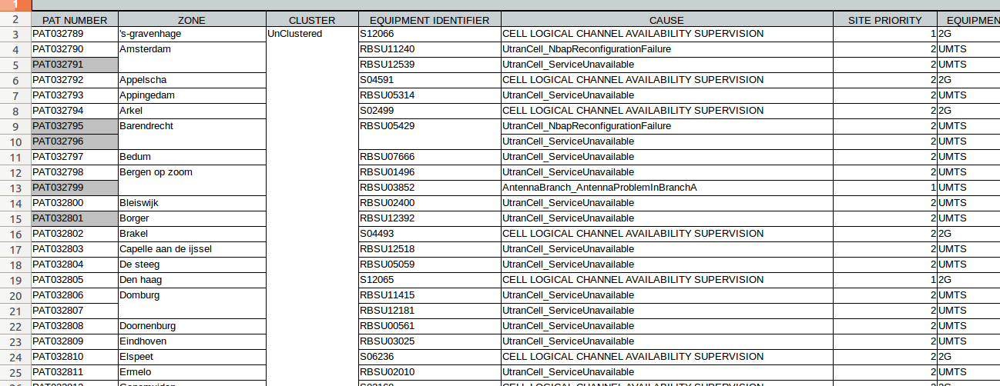 1
2 PAT NUMBER ZONE CLUSTER EQUIPMENT IDENTIFIER CAUSE SITE PRIORITY EQUIPMEN
3 PAT032789 's-gravenhage UnClustered S12066 CELL LOGICAL CHANNEL AVAILABILITY SUPERVISION 1 2G
4 PAT032790 Amsterdam RBSU11240 UtranCell_NbapReconfigurationFailure 2 UMTS
5 PAT032791 RBSU12539 UtranCell_ServiceUnavailable 2 UMTS
6 PAT032792 Appelscha S04591 CELL LOGICAL CHANNEL AVAILABILITY SUPERVISION 2 2G
7 PAT032793 Appingedam RBSU05314 UtranCell_ServiceUnavailable 2 UMTS
8 PAT032794 Arkel S02499 CELL LOGICAL CHANNEL AVAILABILITY SUPERVISION 2 2G
9 PAT032795 Barendrecht RBSU05429 UtranCell_NbapReconfigurationFailure 2 UMTS
10 PAT032796 UtranCell_ServiceUnavailable 2 UMTS
11 PAT032797 Bedum RBSU07666 UtranCell_ServiceUnavailable 2 UMTS
12 PAT032798 Bergen op zoom RBSU01496 UtranCell_ServiceUnavailable 2 UMTS
13 PAT032799 RBSU03852 AntennaBranch_AntennaProblemInBranchA 1 UMTS
14 PAT032800 Bleiswijk RBSU02400 UtranCell_ServiceUnavailable 2 UMTS
15 PAT032801 Borger RBSU12392 UtranCell_ServiceUnavailable 2 UMTS
16 PAT032802 Brakel S04493 CELL LOGICAL CHANNEL AVAILABILITY SUPERVISION 2 2G
17 PAT032803 Capelle aan de ijssel RBSU12518 UtranCell_ServiceUnavailable 2 UMTS
18 PAT032804 De steeg RBSU05059 UtranCell_ServiceUnavailable 2 UMTS
19 PAT032805 Den haag S12065 CELL LOGICAL CHANNEL AVAILABILITY SUPERVISION 1 2G
20 PAT032806 Domburg RBSU11415 UtranCell_ServiceUnavailable 2 UMTS
21 PAT032807 RBSU12181 UtranCell_ServiceUnavailable 2 UMTS
22 PAT032808 Doornenburg RBSU00561 UtranCell_ServiceUnavailable 2 UMTS
23 PAT032809 Eindhoven RBSU03025 UtranCell_ServiceUnavailable 2 UMTS
24 PAT032810 Elspeet S06236 CELL LOGICAL CHANNEL AVAILABILITY SUPERVISION 2 2G
25 PAT032811 Ermelo RBSU02010 UtranCell_ServiceUnavailable 2 UMTS